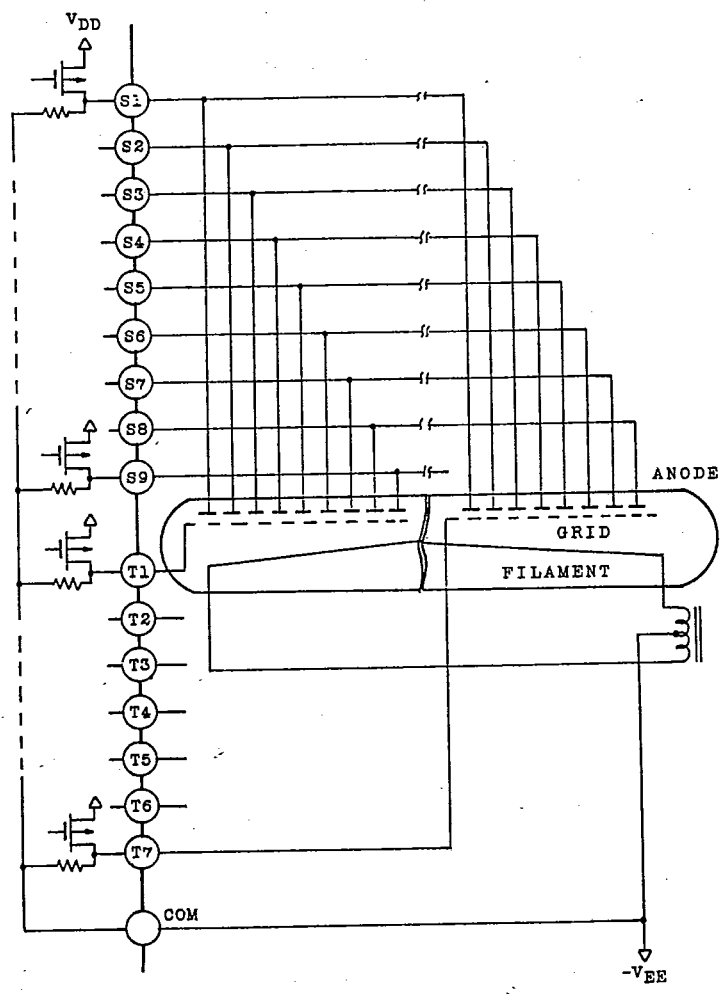 VDD
S1
S2
S3
S4
S5
S6
S7
S8
S9
ANODE
GRID
T1
FILAMENT
T2
T3
T4
T5
T6
T7
COM
-VEE